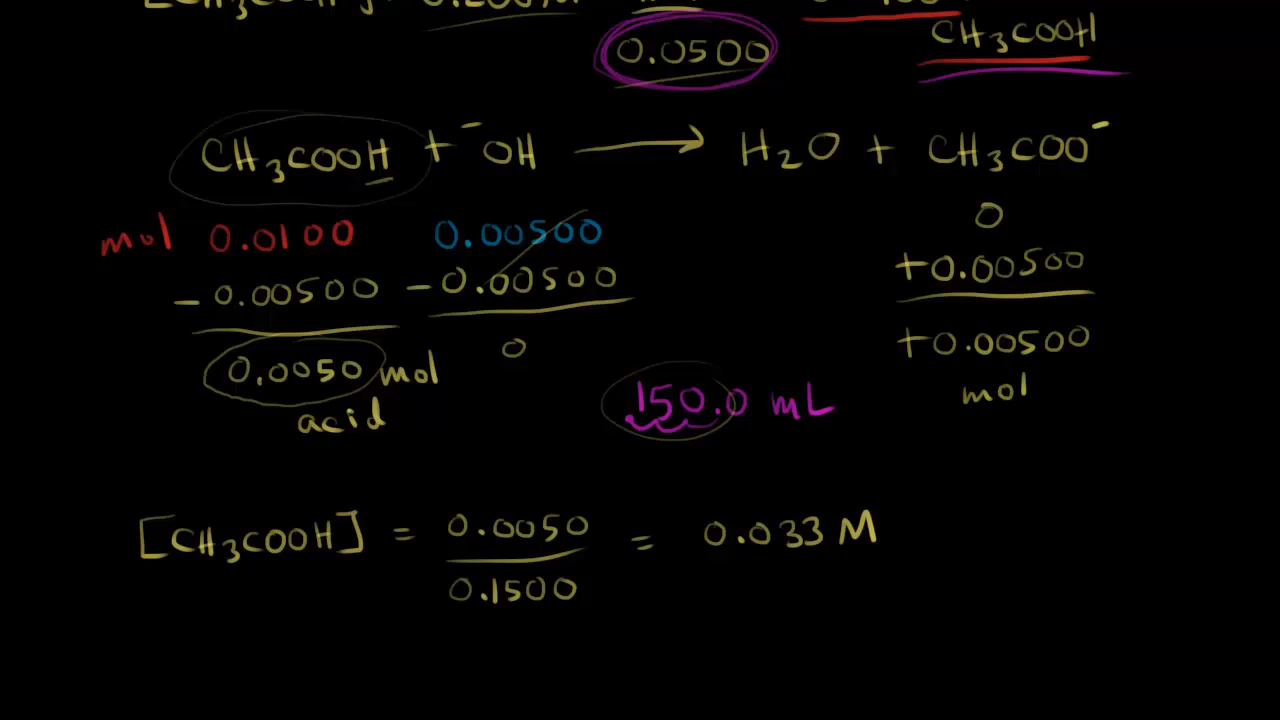 0.0500
CH₃COOH
CH₃COOH + ⁻OH → H₂O + CH₃COO⁻
mol 0.0100 0.00500 0
- 0.00500 - 0.00500 +0.00500
0.0050 mol 0 +0.00500
acid 150.0 mL mol
[CH₃COOH] = 0.0050 = 0.033 M
0.1500